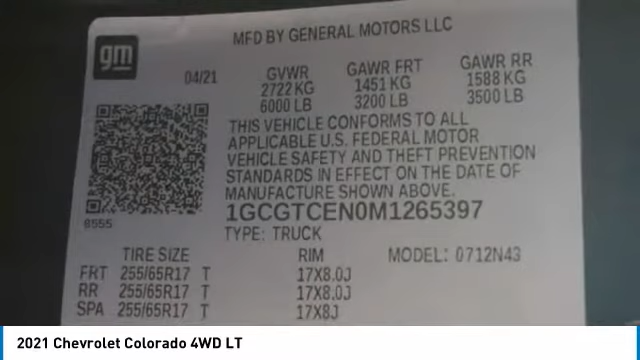 gm
MFD BY GENERAL MOTORS LLC
04/21
GVWR
2722 KG
6000 LB
GAWR FRT
1451 KG
3200 LB
GAWR RR
1588 KG
3500 LB
THIS VEHICLE CONFORMS TO ALL
APPLICABLE U.S. FEDERAL MOTOR
VEHICLE SAFETY AND THEFT PREVENTION
STANDARDS IN EFFECT ON THE DATE OF
MANUFACTURE SHOWN ABOVE.
1GCGTCEN0M1265397
8555
TYPE: TRUCK
TIRE SIZE RIM MODEL: 0712N43
FRT 255/65R17 T 17X8.0J
RR 255/65R17 T 17X8.0J
SPA 255/65R17 T 17X8J
2021 Chevrolet Colorado 4WD LT